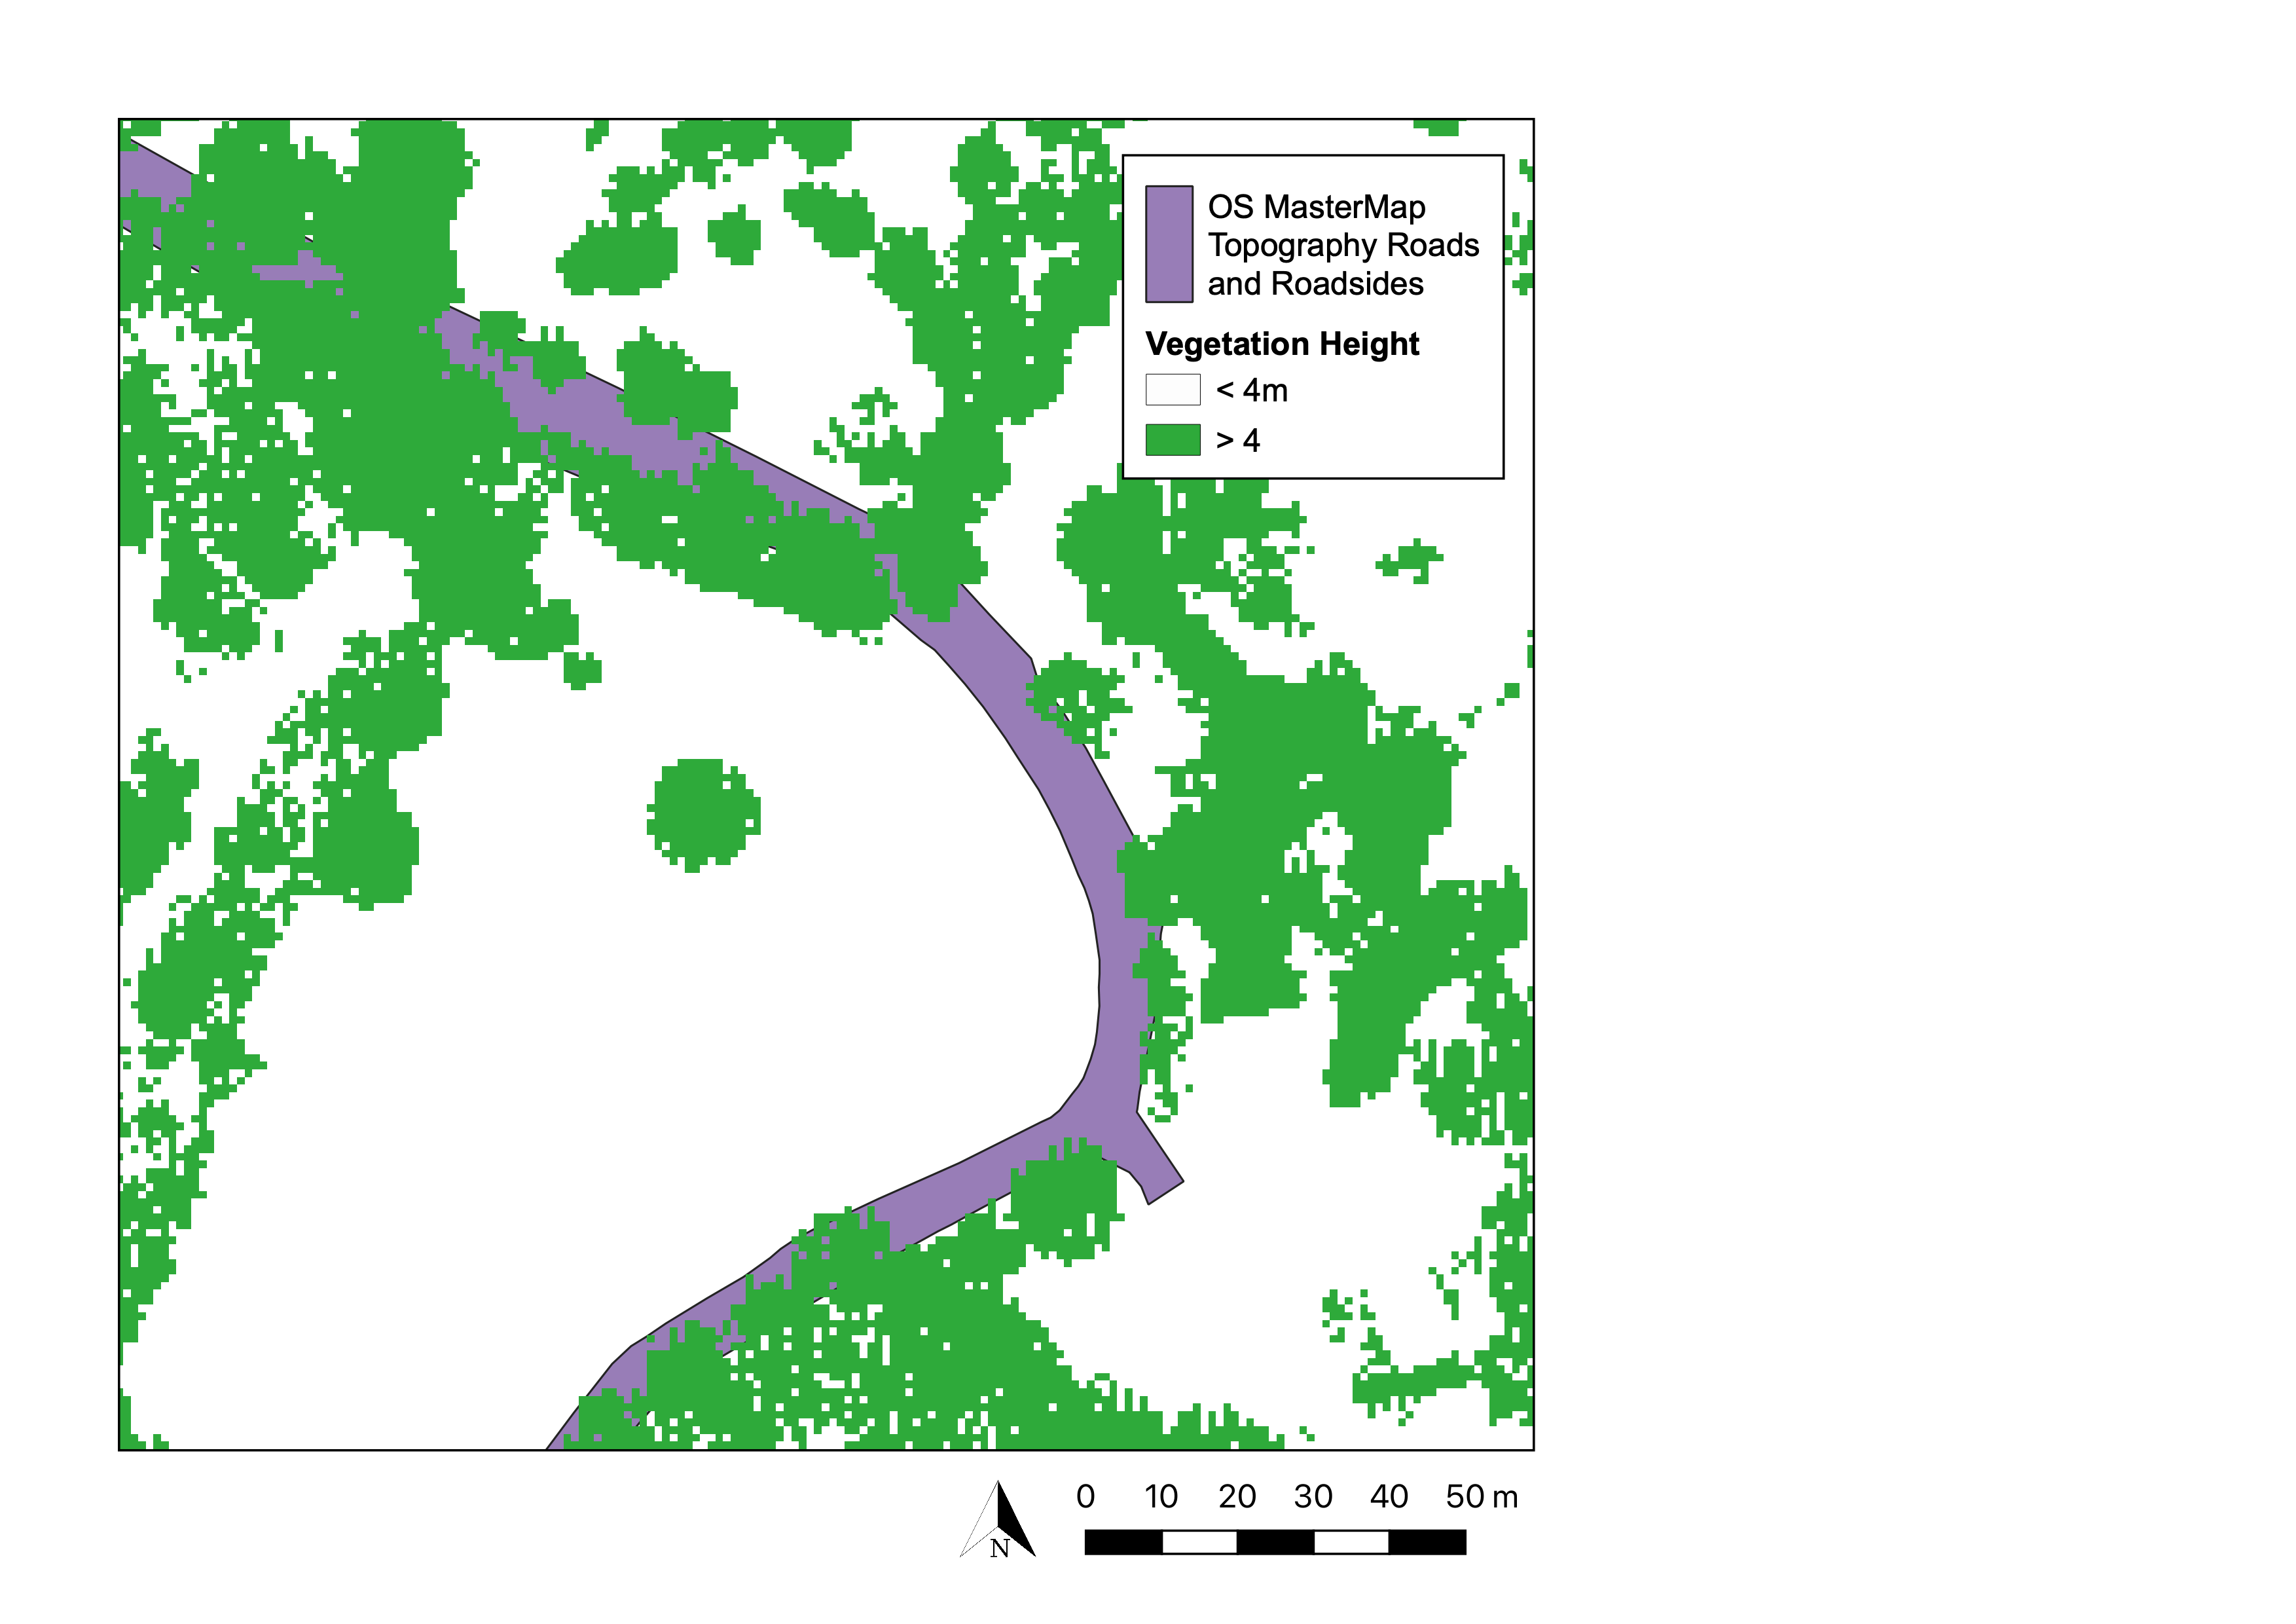 OS MasterMap
Topography Roads
and Roadsides
Vegetation Height
< 4m
> 4
N
0 10 20 30 40 50 m